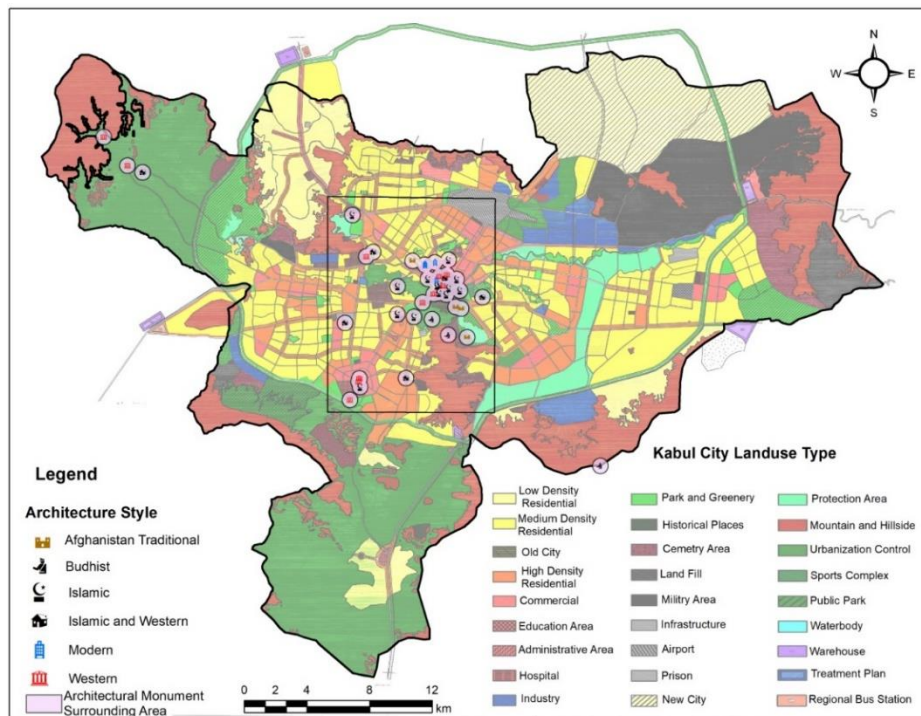 N
W E
S
Legend
Architecture Style
Afghanistan Traditional
Budhist
Islamic
Islamic and Western
Modern
Western
Architectural Monument
Surrounding Area
0 2 4 8 12
km
Kabul City Landuse Type
Low Density
Residential
Medium Density
Residential
Old City
High Density
Residential
Commercial
Education Area
Administrative Area
Hospital
Industry
Park and Greenery
Historical Places
Cemetry Area
Land Fill
Militry Area
Infrastructure
Airport
Prison
New City
Protection Area
Mountain and Hillside
Urbanization Control
Sports Complex
Public Park
Waterbody
Warehouse
Treatment Plan
Regional Bus Station